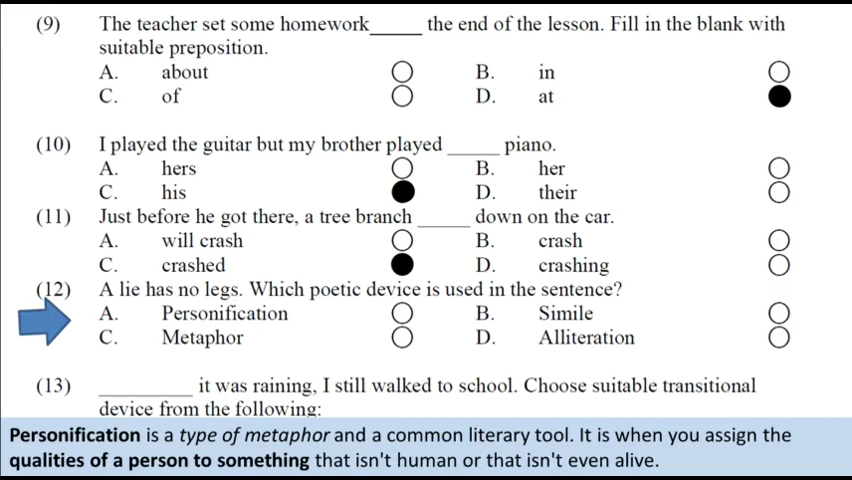 (9) The teacher set some homework_____ the end of the lesson. Fill in the blank with
suitable preposition.
A. about B. in
C. of D. at
(10) I played the guitar but my brother played _____ piano.
A. hers B. her
C. his D. their
(11) Just before he got there, a tree branch _____ down on the car.
A. will crash B. crash
C. crashed D. crashing
(12) A lie has no legs. Which poetic device is used in the sentence?
A. Personification B. Simile
C. Metaphor D. Alliteration
(13) _________ it was raining, I still walked to school. Choose suitable transitional
device from the following:
Personification is a type of metaphor and a common literary tool. It is when you assign the
qualities of a person to something that isn't human or that isn't even alive.